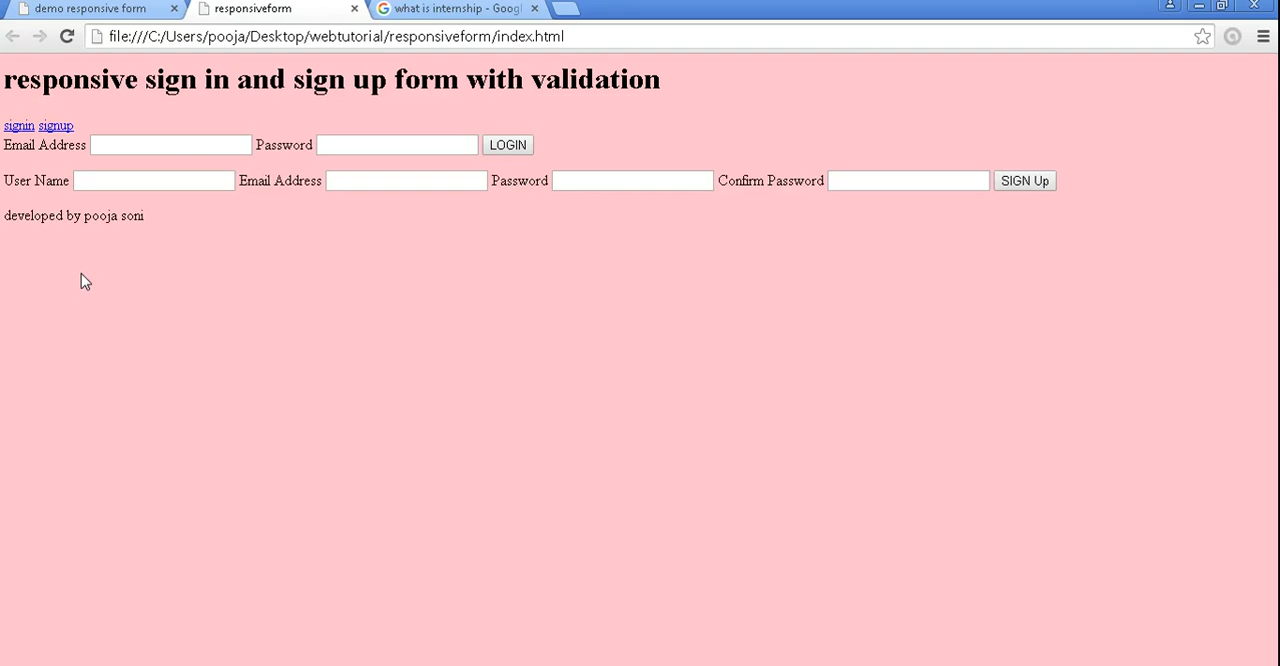 demo responsive form
responsiveform
what is internship - Googl
file:///C:/Users/pooja/Desktop/webtutorial/responsiveform/index.html
responsive sign in and sign up form with validation
signin signup
Email Address Password LOGIN
User Name Email Address Password Confirm Password SIGN Up
developed by pooja soni